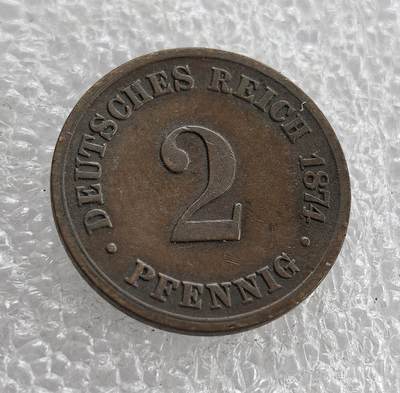 DEUTSCHES REICH 1874
2
• PFENNIG •